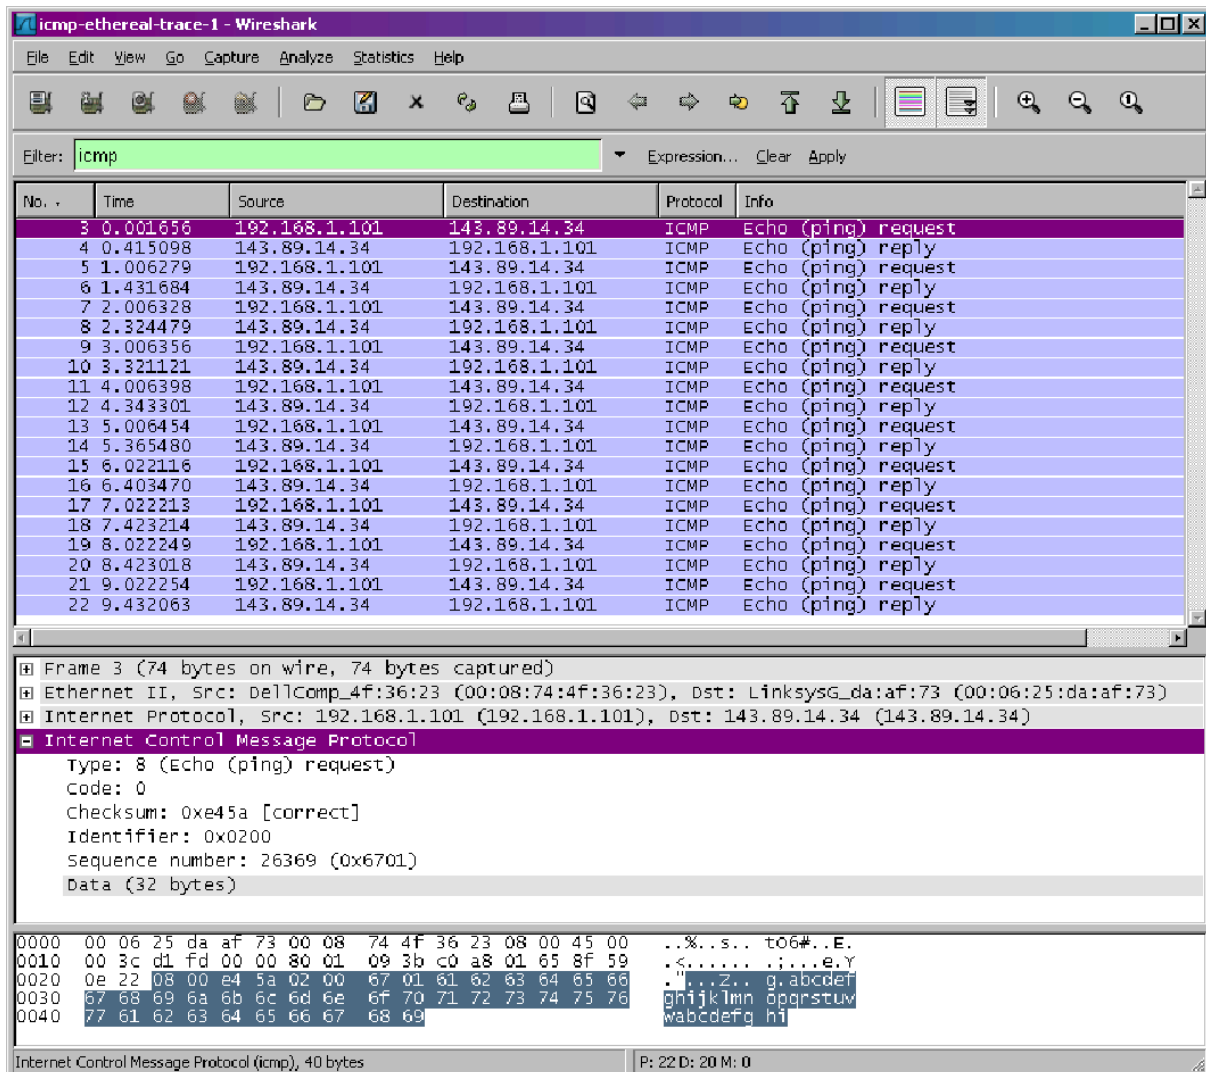 icmp-ethereal-trace-1 - Wireshark
File Edit View Go Capture Analyze Statistics Help
Filter: icmp Expression... Clear Apply
No. . Time Source Destination Protocol Info
3 0.001656 192.168.1.101 143.89.14.34 ICMP Echo (ping) request
4 0.415098 143.89.14.34 192.168.1.101 ICMP Echo (ping) reply
5 1.006279 192.168.1.101 143.89.14.34 ICMP Echo (ping) request
6 1.431684 143.89.14.34 192.168.1.101 ICMP Echo (ping) reply
7 2.006328 192.168.1.101 143.89.14.34 ICMP Echo (ping) request
8 2.324479 143.89.14.34 192.168.1.101 ICMP Echo (ping) reply
9 3.006356 192.168.1.101 143.89.14.34 ICMP Echo (ping) request
10 3.321121 143.89.14.34 192.168.1.101 ICMP Echo (ping) reply
11 4.006398 192.168.1.101 143.89.14.34 ICMP Echo (ping) request
12 4.343301 143.89.14.34 192.168.1.101 ICMP Echo (ping) reply
13 5.006454 192.168.1.101 143.89.14.34 ICMP Echo (ping) request
14 5.365480 143.89.14.34 192.168.1.101 ICMP Echo (ping) reply
15 6.022116 192.168.1.101 143.89.14.34 ICMP Echo (ping) request
16 6.403470 143.89.14.34 192.168.1.101 ICMP Echo (ping) reply
17 7.022213 192.168.1.101 143.89.14.34 ICMP Echo (ping) request
18 7.423214 143.89.14.34 192.168.1.101 ICMP Echo (ping) reply
19 8.022249 192.168.1.101 143.89.14.34 ICMP Echo (ping) request
20 8.423018 143.89.14.34 192.168.1.101 ICMP Echo (ping) reply
21 9.022254 192.168.1.101 143.89.14.34 ICMP Echo (ping) request
22 9.432063 143.89.14.34 192.168.1.101 ICMP Echo (ping) reply
Frame 3 (74 bytes on wire, 74 bytes captured)
Ethernet II, Src: DellComp_4f:36:23 (00:08:74:4f:36:23), Dst: LinksysG_da:af:73 (00:06:25:da:af:73)
Internet Protocol, Src: 192.168.1.101 (192.168.1.101), Dst: 143.89.14.34 (143.89.14.34)
Internet Control Message Protocol
Type: 8 (Echo (ping) request)
Code: 0
Checksum: 0xe45a [correct]
Identifier: 0x0200
Sequence number: 26369 (0x6701)
Data (32 bytes)
0000 00 06 25 da af 73 00 08 74 4f 36 23 08 00 45 00 ..%..s.. tO6#..E.
0010 00 3c d1 fd 00 00 80 01 09 3b c0 a8 01 65 8f 59 .<...... .;...e.Y
0020 0e 22 08 00 e4 5a 02 00 67 01 61 62 63 64 65 66 ."...Z.. g.abcdef
0030 67 68 69 6a 6b 6c 6d 6e 6f 70 71 72 73 74 75 76 ghijklmn opqrstuv
0040 77 61 62 63 64 65 66 67 68 69 wabcdefg hi
Internet Control Message Protocol (icmp), 40 bytes P: 22 D: 20 M: 0